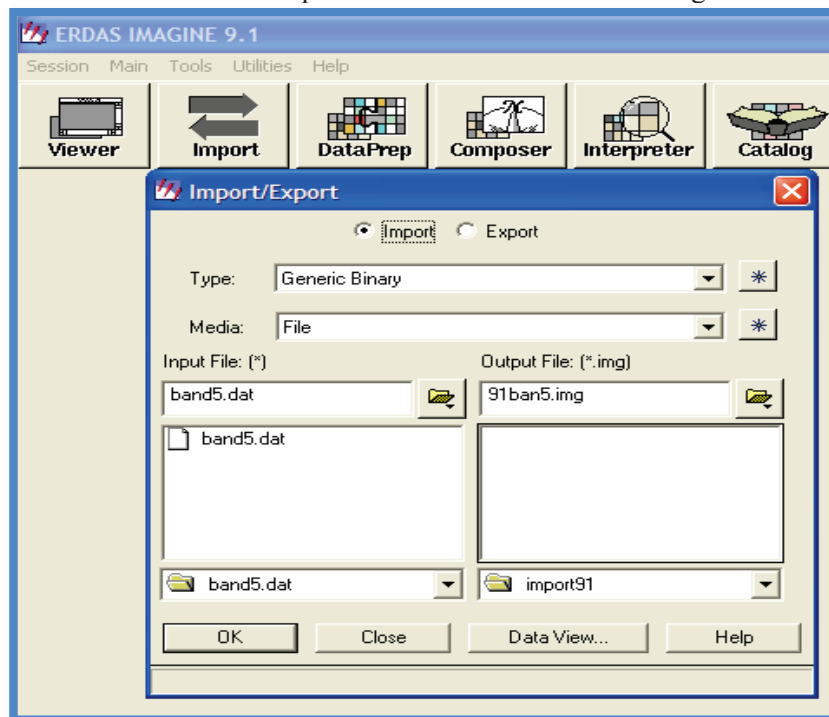 ERDAS IMAGINE 9.1
Session Main Tools Utilities Help
Viewer Import DataPrep Composer Interpreter Catalog
Import/Export
Import Export
Type: Generic Binary
Media: File
Input File: (*) Output File: (*.img)
band5.dat 91ban5.img
band5.dat
band5.dat import91
OK Close Data View... Help